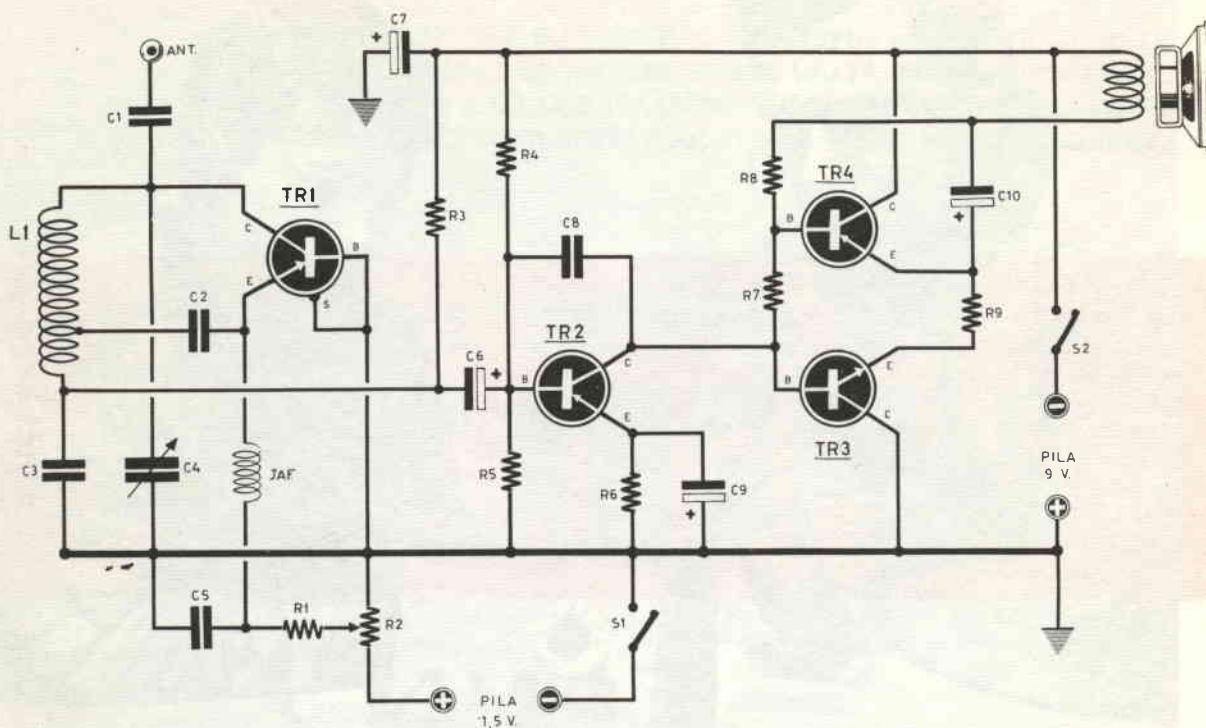 ANT.
C7
+
C1
R4
R8
TR4
TR1
L1
C
B
R3
C8
B
C
C10
+
E
S
E
C2
R7
R9
TR2
C6
+
B
C
E
S2
B
E
C
TR3
−
C3
C4
JAF
R5
R6
C9
+
PILA
9 V.
+
C5
R1
R2
S1
+
PILA
1,5 V.
−